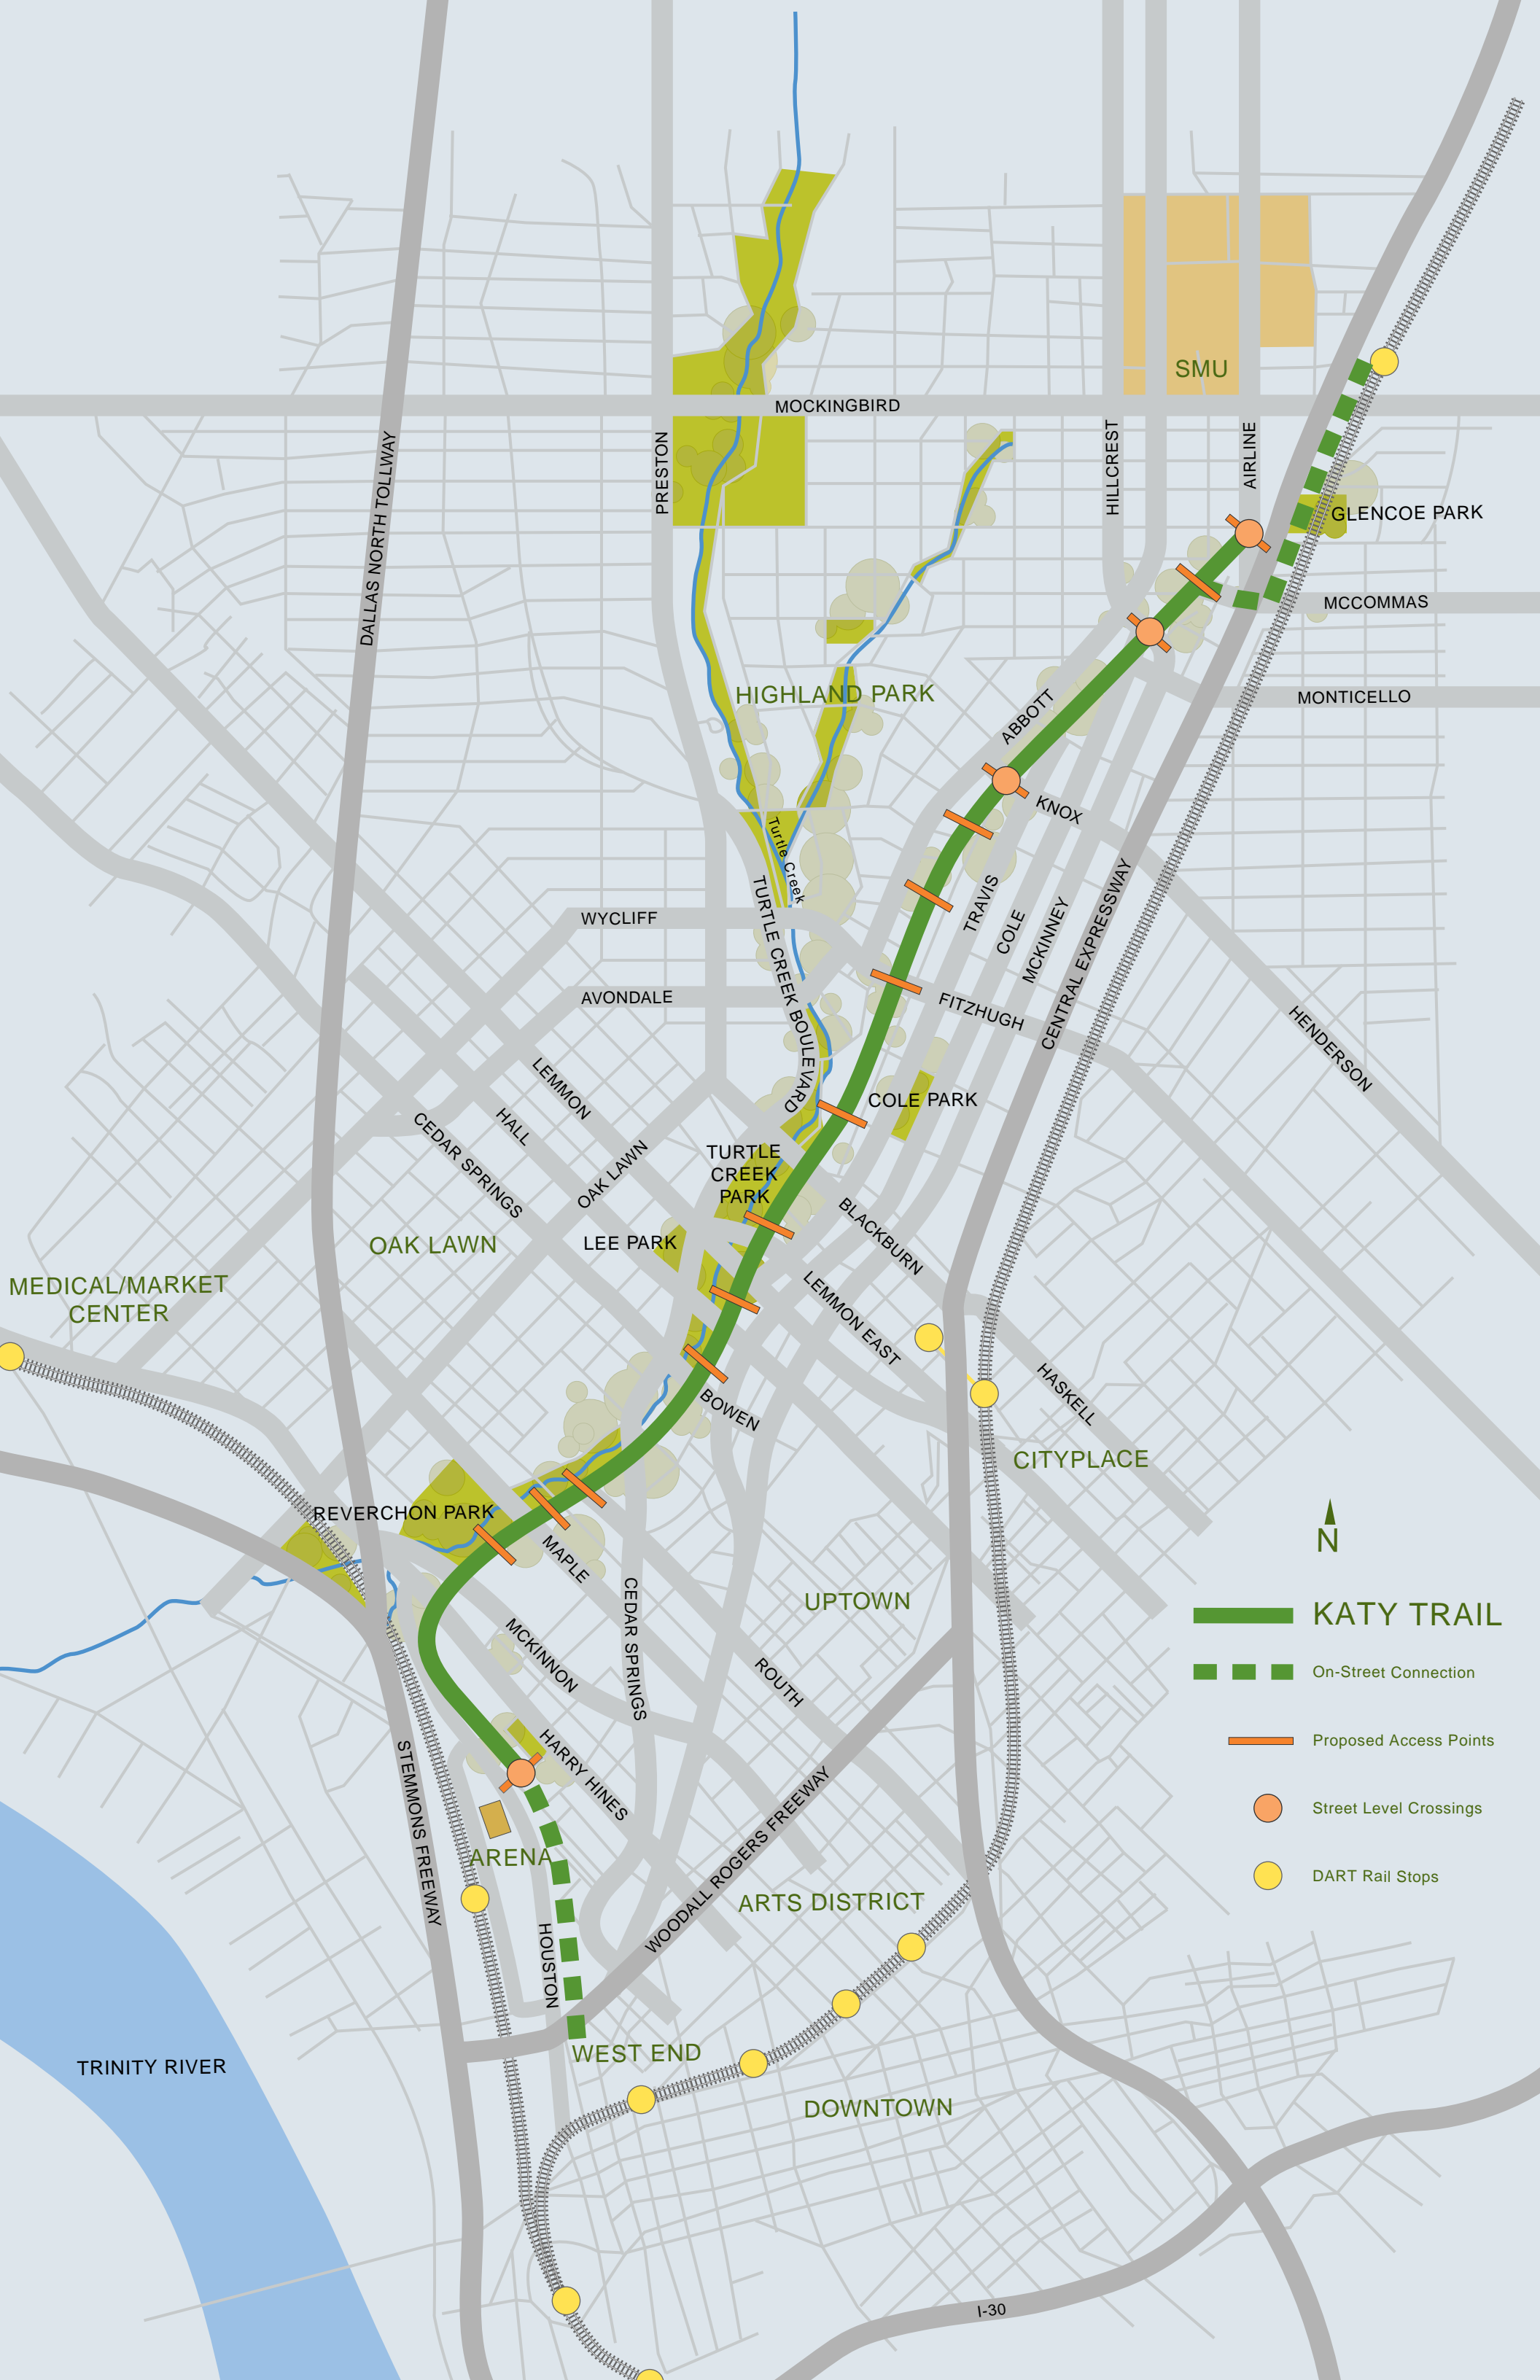 SMU
MOCKINGBIRD
DALLAS NORTH TOLLWAY
PRESTON
HILLCREST
AIRLINE
GLENCOE PARK
MCCOMMAS
HIGHLAND PARK
MONTICELLO
ABBOTT
KNOX
Turtle Creek
TURTLE CREEK BOULEVARD
WYCLIFF
TRAVIS
COLE
MCKINNEY
CENTRAL EXPRESSWAY
AVONDALE
FITZHUGH
HENDERSON
LEMMON
HALL
CEDAR SPRINGS
OAK LAWN
COLE PARK
TURTLE
CREEK
PARK
BLACKBURN
LEE PARK
OAK LAWN
MEDICAL/MARKET
CENTER
LEMMON EAST
HASKELL
BOWEN
CITYPLACE
REVERCHON PARK
MAPLE
N
CEDAR SPRINGS
UPTOWN
KATY TRAIL
MCKINNON
ROUTH
On-Street Connection
HARRY HINES
STEMMONS FREEWAY
Proposed Access Points
WOODALL ROGERS FREEWAY
Street Level Crossings
ARENA
DART Rail Stops
ARTS DISTRICT
HOUSTON
WEST END
TRINITY RIVER
DOWNTOWN
I-30